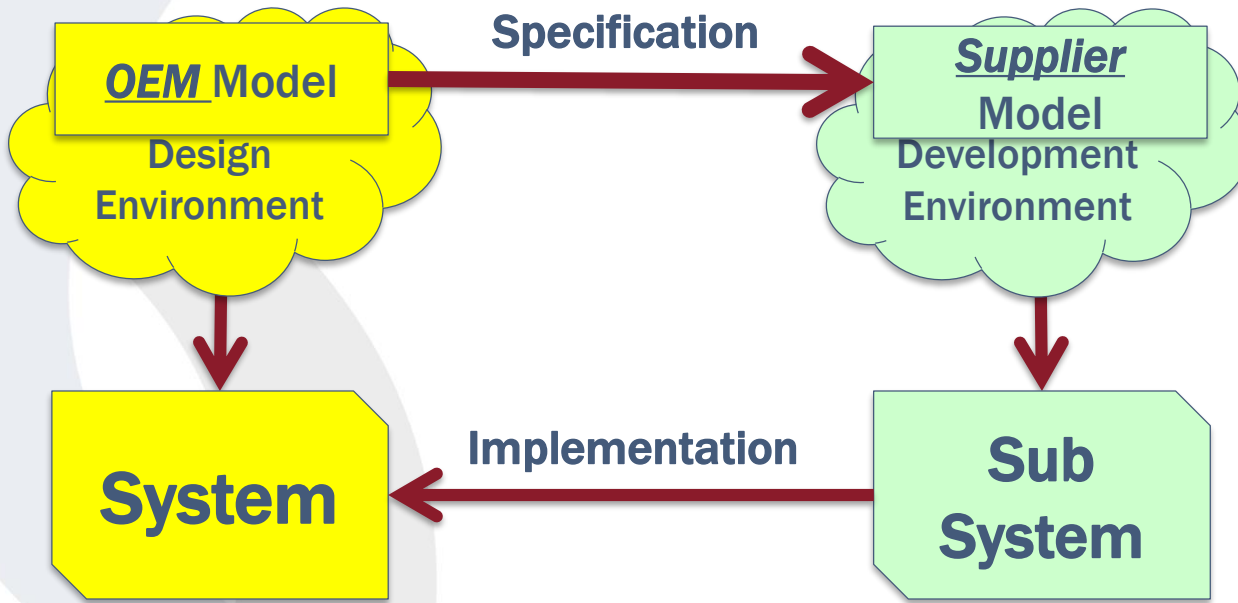 Specification
OEM Model
Design
Environment
Supplier
Model
Development
Environment
System
Implementation
Sub
System